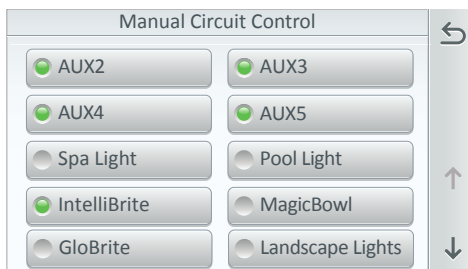 Manual Circuit Control
AUX2
AUX3
AUX4
AUX5
Spa Light
Pool Light
IntelliBrite
MagicBowl
GloBrite
Landscape Lights